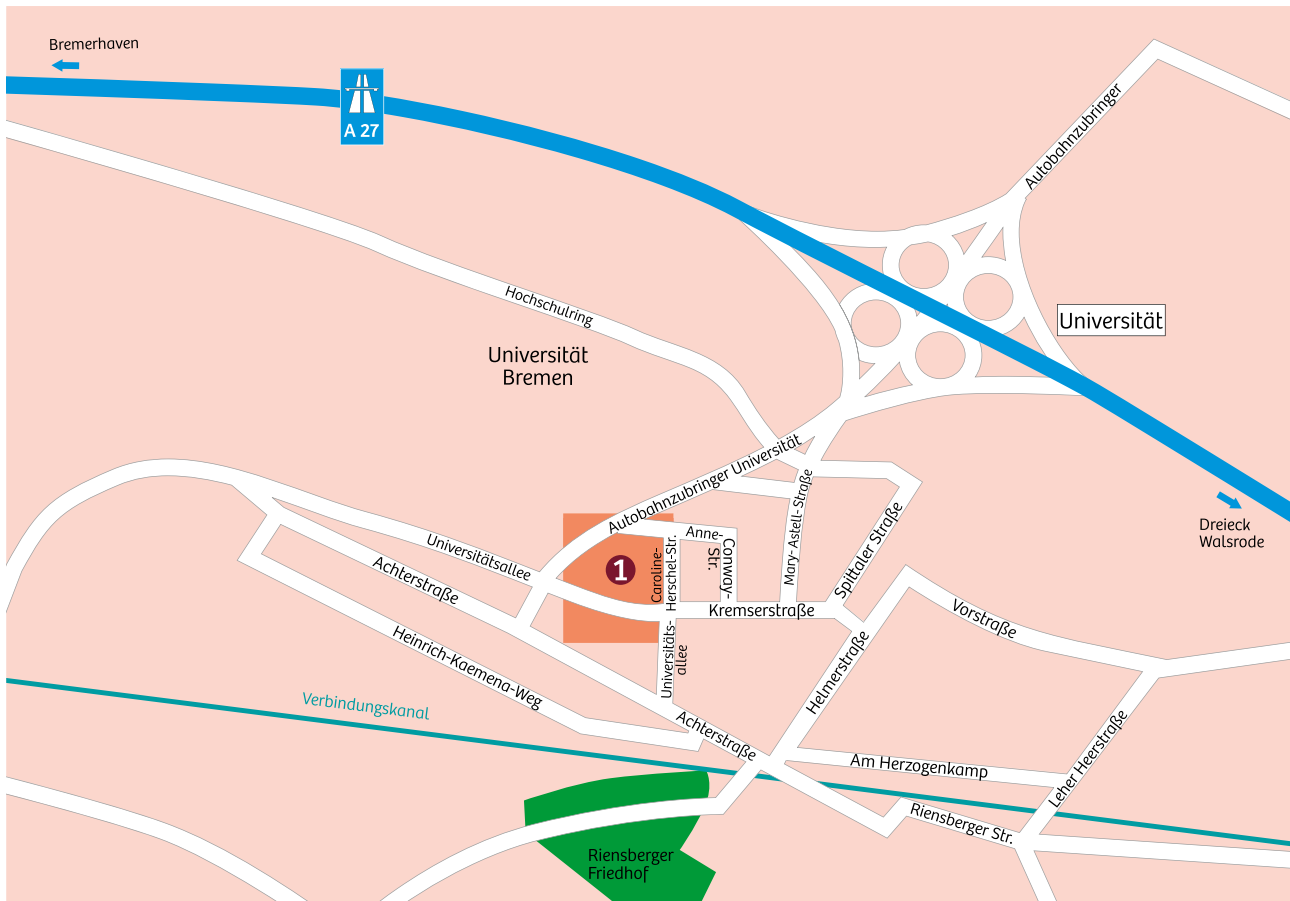 Bremerhaven
A 27
Autobahnzubringer
Hochschulring
Universität
Universität
Bremen
Autobahnzubringer Universität
Dreieck
Walsrode
Mary-Astell-Straße
Spittaler Straße
Anne-
Conway-
Str.
Caroline-
Herschel-Str.
1
Universitätsallee
Achterstraße
Kremserstraße
Vorstraße
Heinrich-Kaemena-Weg
Universitäts-
allee
Helmerstraße
Verbindungskanal
Achterstraße
Am Herzogenkamp
Leher Heerstraße
Riensberger Str.
Riensberger
Friedhof